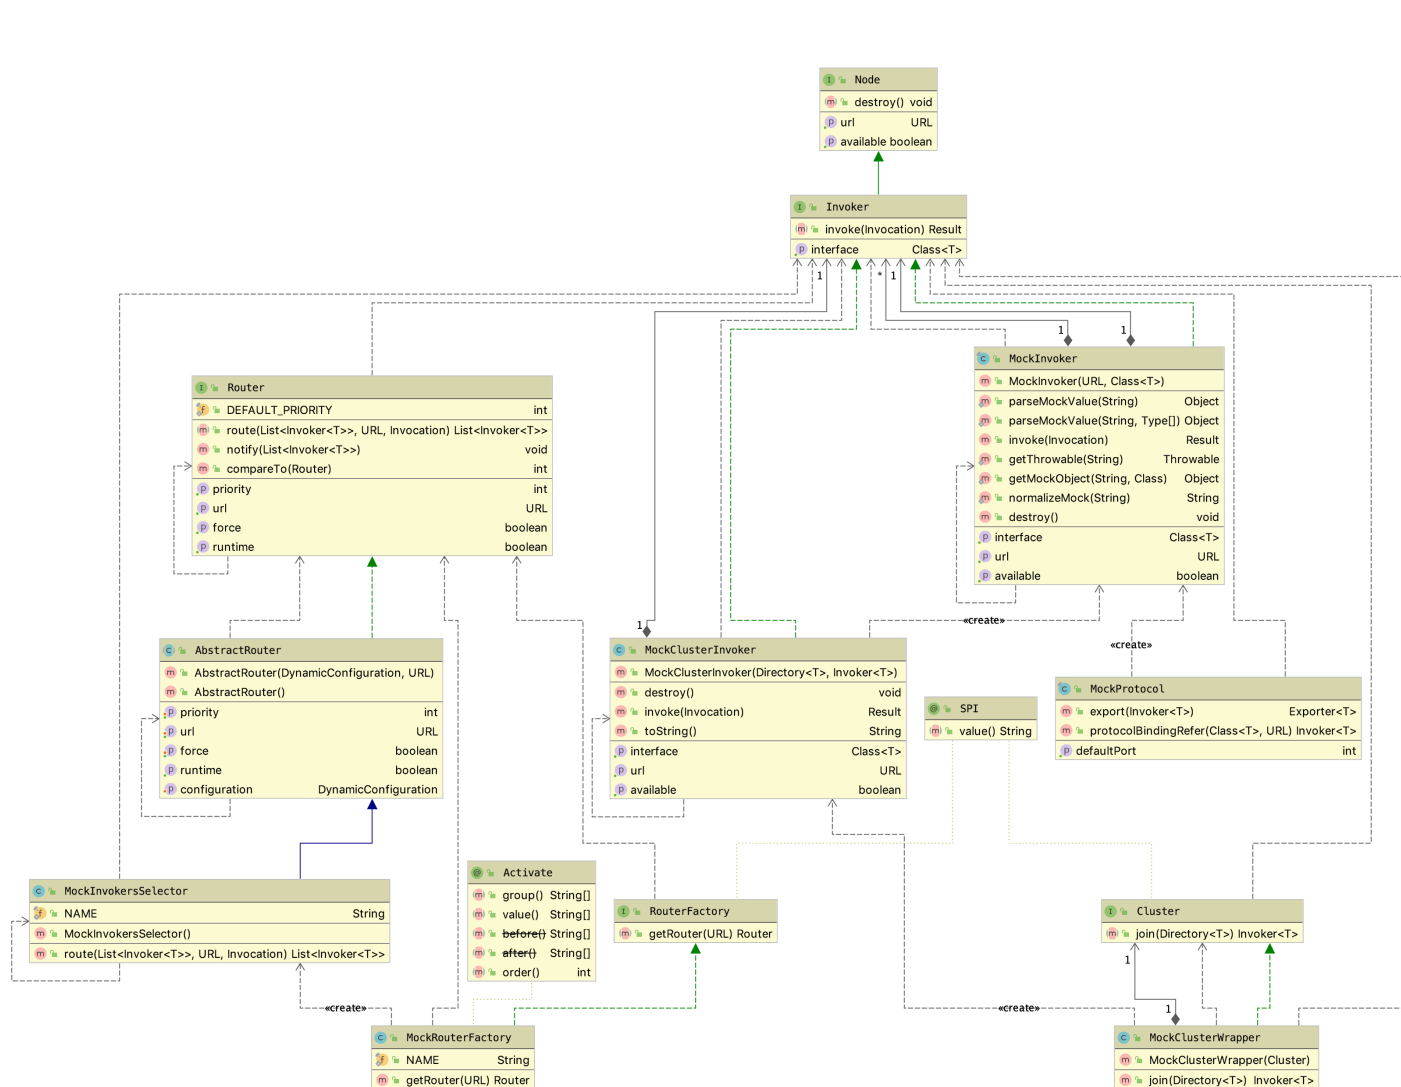 Node
destroy() void
url URL
available boolean
Invoker
invoke(Invocation) Result
interface Class<T>
1
*
1
1
1
MockInvoker
MockInvoker(URL, Class<T>)
parseMockValue(String) Object
parseMockValue(String, Type[]) Object
invoke(Invocation) Result
getThrowable(String) Throwable
getMockObject(String, Class) Object
normalizeMock(String) String
destroy() void
interface Class<T>
url URL
available boolean
Router
DEFAULT_PRIORITY int
route(List<Invoker<T>>, URL, Invocation) List<Invoker<T>>
notify(List<Invoker<T>>) void
compareTo(Router) int
priority int
url URL
force boolean
runtime boolean
«create»
1
«create»
AbstractRouter
AbstractRouter(DynamicConfiguration, URL)
AbstractRouter()
priority int
url URL
force boolean
runtime boolean
configuration DynamicConfiguration
MockClusterInvoker
MockClusterInvoker(Directory<T>, Invoker<T>)
destroy() void
invoke(Invocation) Result
toString() String
interface Class<T>
url URL
available boolean
SPI
value() String
MockProtocol
export(Invoker<T>) Exporter<T>
protocolBindingRefer(Class<T>, URL) Invoker<T>
defaultPort int
MockInvokersSelector
NAME String
MockInvokersSelector()
route(List<Invoker<T>>, URL, Invocation) List<Invoker<T>>
Activate
group() String[]
value() String[]
before() String[]
after() String[]
order() int
RouterFactory
getRouter(URL) Router
Cluster
join(Directory<T>) Invoker<T>
1
«create»
«create»
1
MockRouterFactory
NAME String
getRouter(URL) Router
MockClusterWrapper
MockClusterWrapper(Cluster)
join(Directory<T>) Invoker<T>